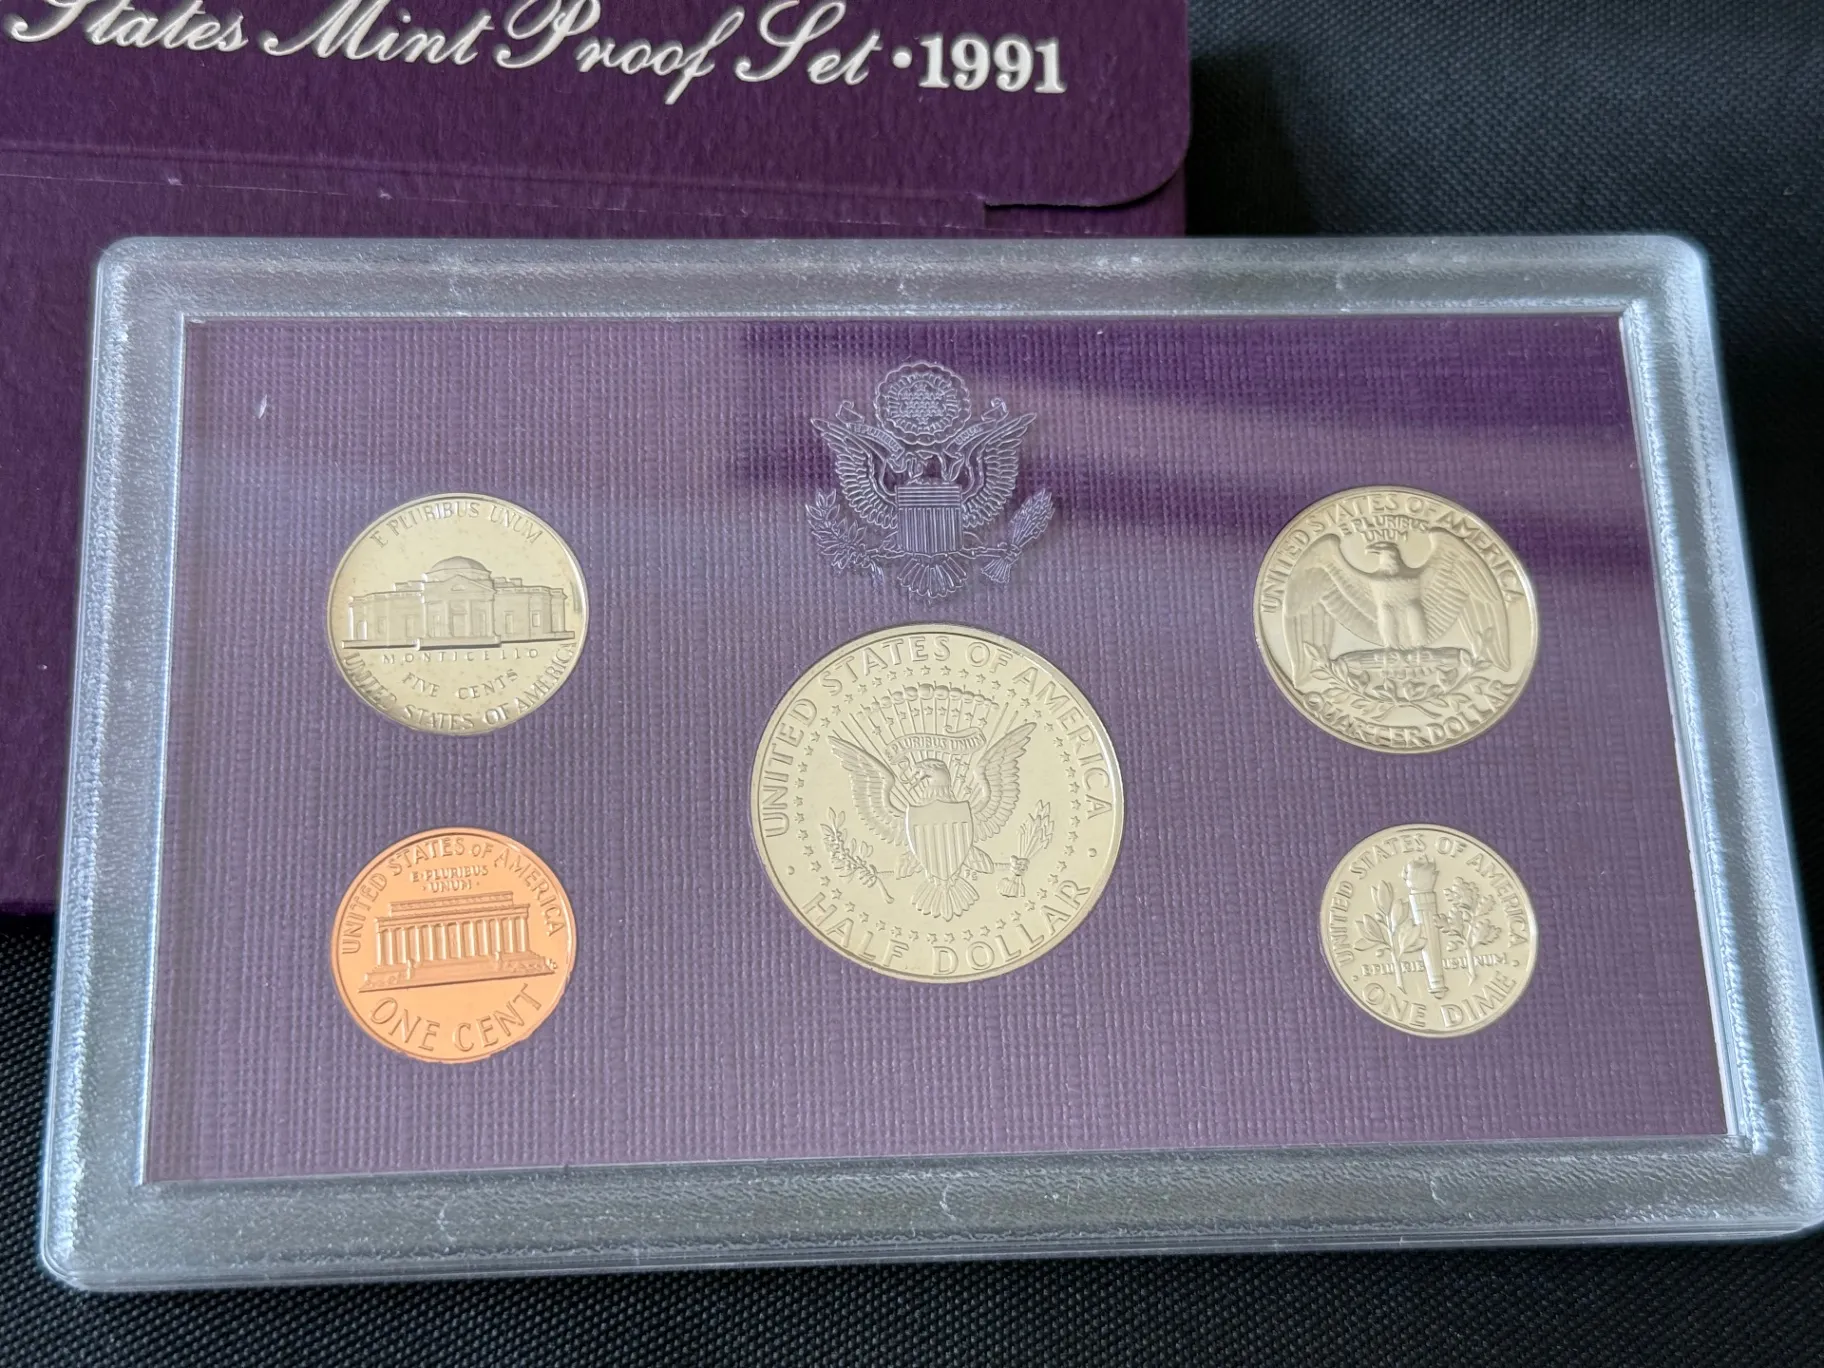 States Mint Proof Set · 1991
E PLURIBUS UNUM
MONTICELLO
FIVE CENTS
UNITED STATES OF AMERICA
UNITED STATES OF AMERICA
E PLURIBUS
UNUM
QUARTER DOLLAR
UNITED STATES OF AMERICA
E PLURIBUS UNUM
HALF DOLLAR
UNITED STATES OF AMERICA
E·PLURIBUS
·UNUM·
ONE CENT
UNITED STATES OF AMERICA
ONE DIME